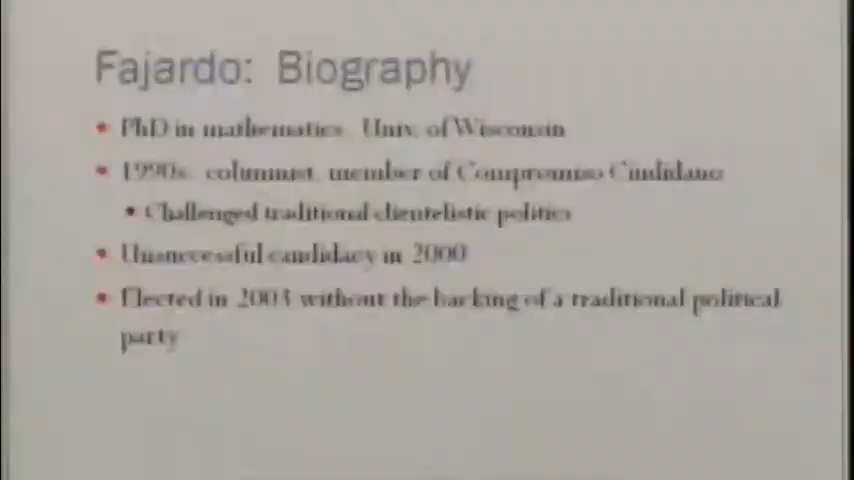 Fajardo: Biography
• PhD in mathematics, Univ. of Wisconsin
• 1990s: columnist, member of Compromiso Ciudidano
• Challenged traditional clientelistic politics
• Unsuccessful candidacy in 2000
• Elected in 2003 without the backing of a traditional political
party